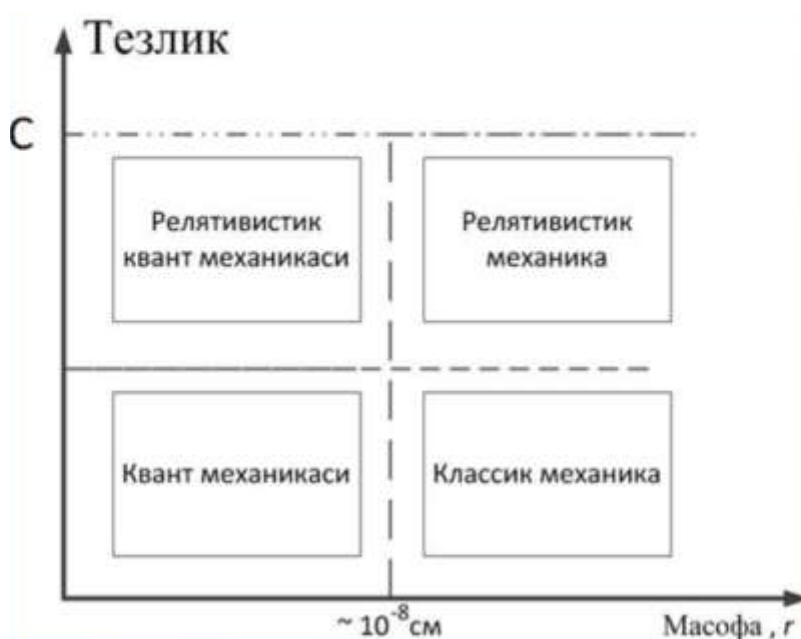 Тезлик
С
Релятивистик
квант механикаси
Релятивистик
механика
Квант механикаси
Классик механика
~ 10⁻⁸см
Масофа , r